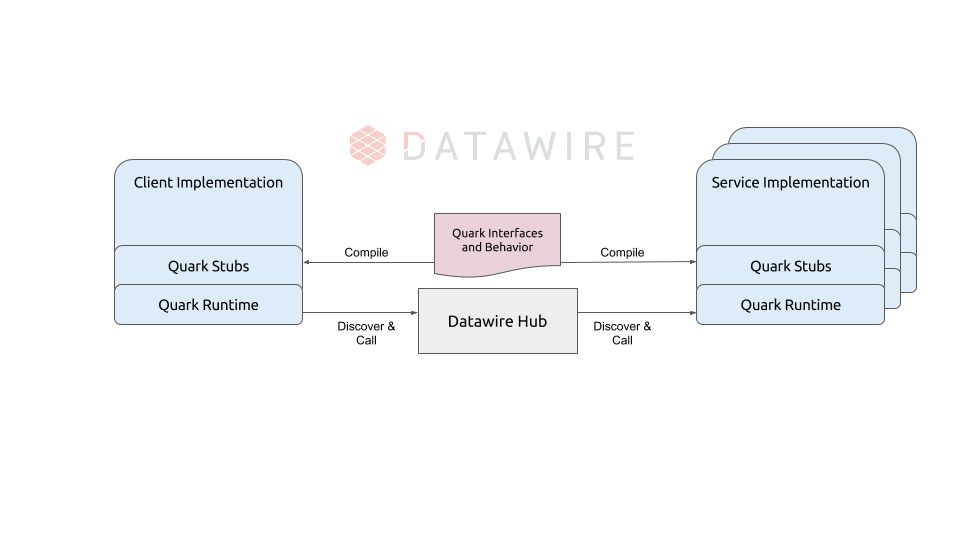 DATAWIRE
Client Implementation
Service Implementation
Quark Interfaces
and Behavior
Compile
Compile
Quark Stubs
Quark Stubs
Quark Runtime
Quark Runtime
Datawire Hub
Discover &
Call
Discover &
Call